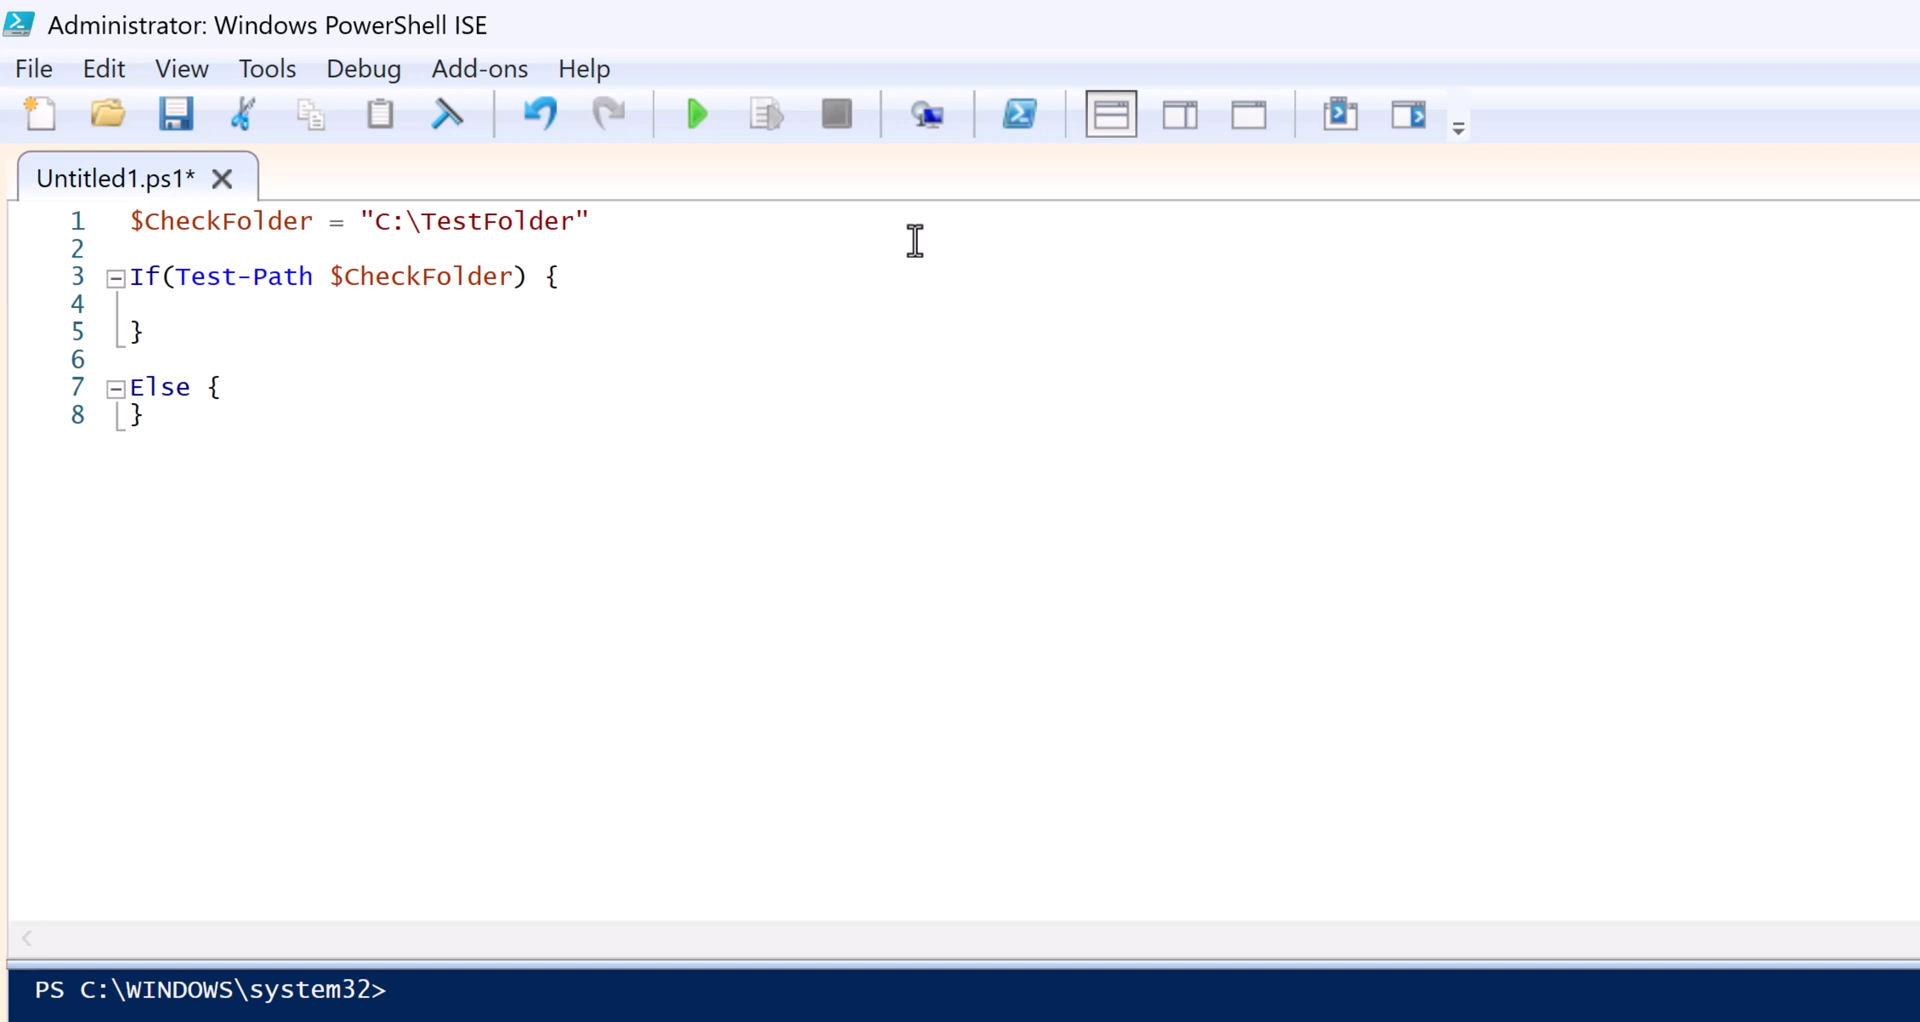 Administrator: Windows PowerShell ISE
File Edit View Tools Debug Add-ons Help
Untitled1.ps1*
1 $CheckFolder = "C:\TestFolder"
2
3 If(Test-Path $CheckFolder) {
4
5 }
6
7 Else {
8 }
PS C:\WINDOWS\system32>